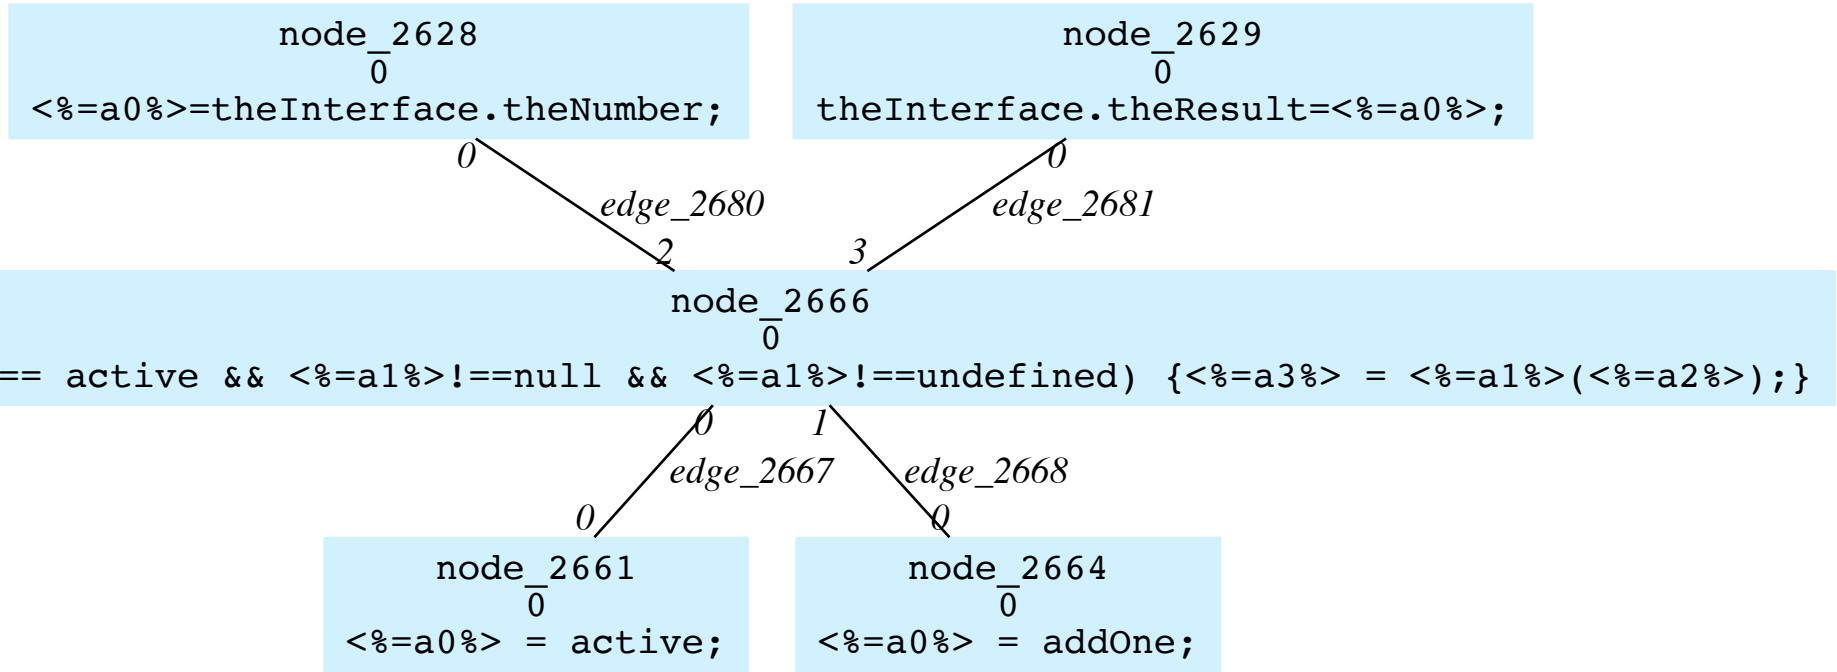 node_2628
0
<%=a0%>=theInterface.theNumber;
node_2629
0
theInterface.theResult=<%=a0%>;
0
0
edge_2680
edge_2681
2
3
node_2666
0
== active && <%=a1%>!==null && <%=a1%>!==undefined) {<%=a3%> = <%=a1%>(<%=a2%>);}
0
1
edge_2667
edge_2668
0
0
node_2661
0
<%=a0%> = active;
node_2664
0
<%=a0%> = addOne;